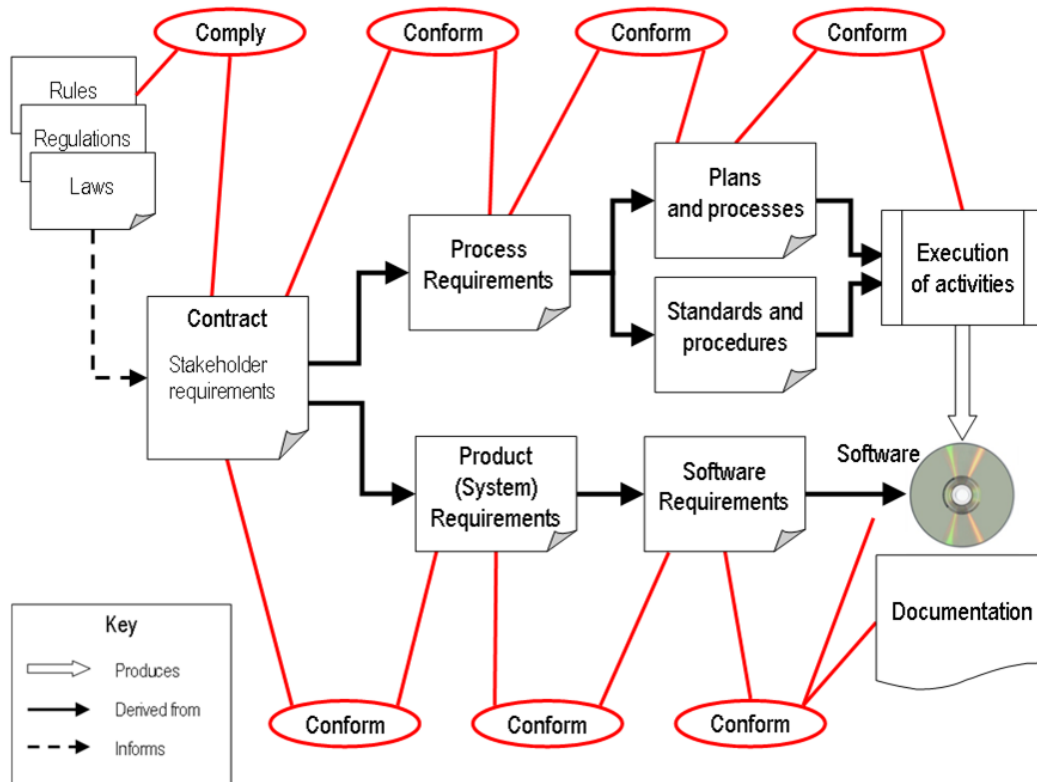 Comply
Conform
Conform
Conform
Rules
Regulations
Laws
Contract
Stakeholder
requirements
Process
Requirements
Plans
and processes
Standards and
procedures
Execution
of activities
Product
(System)
Requirements
Software
Requirements
Software
Documentation
Key
Produces
Derived from
Informs
Conform
Conform
Conform